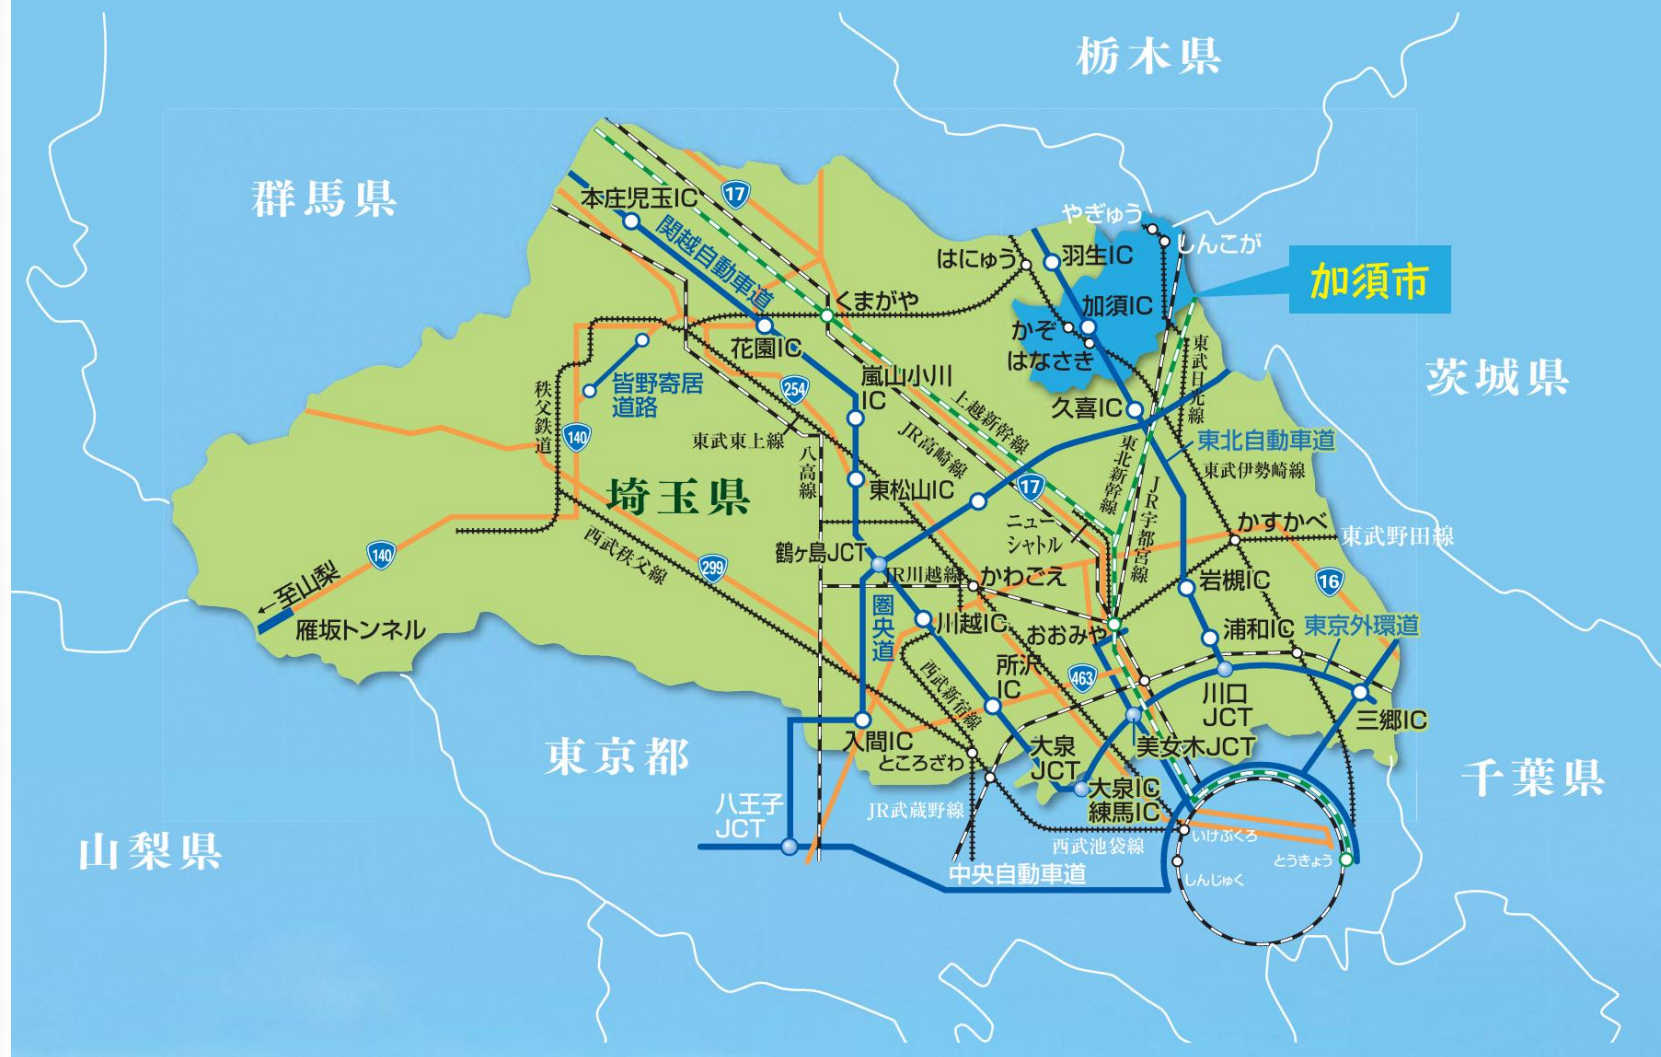 栃木県
群馬県
17
本庄児玉IC
関越自動車道
やぎゅう
しんこが
はにゅう
羽生IC
加須市
くまがや
加須IC
かぞ
はなさき
花園IC
東武日光線
茨城県
嵐山小川
IC
254
皆野寄居
道路
秩父鉄道
140
上越新幹線
JR高崎線
久喜IC
東武東上線
八高線
東北新幹線
東北自動車道
東武伊勢崎線
埼玉県
東松山IC
17
JR宇都宮線
ニュー
シャトル
かすかべ
東武野田線
西武秩父線
140
299
鶴ヶ島JCT
JR川越線
かわごえ
岩槻IC
16
←至山梨
雁坂トンネル
圏央道
川越IC
おおみや
浦和IC
東京外環道
西武新宿線
所沢
IC
463
川口
JCT
三郷IC
東京都
入間IC
ところざわ
大泉
JCT
美女木JCT
千葉県
大泉IC
練馬IC
八王子
JCT
JR武蔵野線
山梨県
西武池袋線
いけぶくろ
とうきょう
中央自動車道
しんじゅく